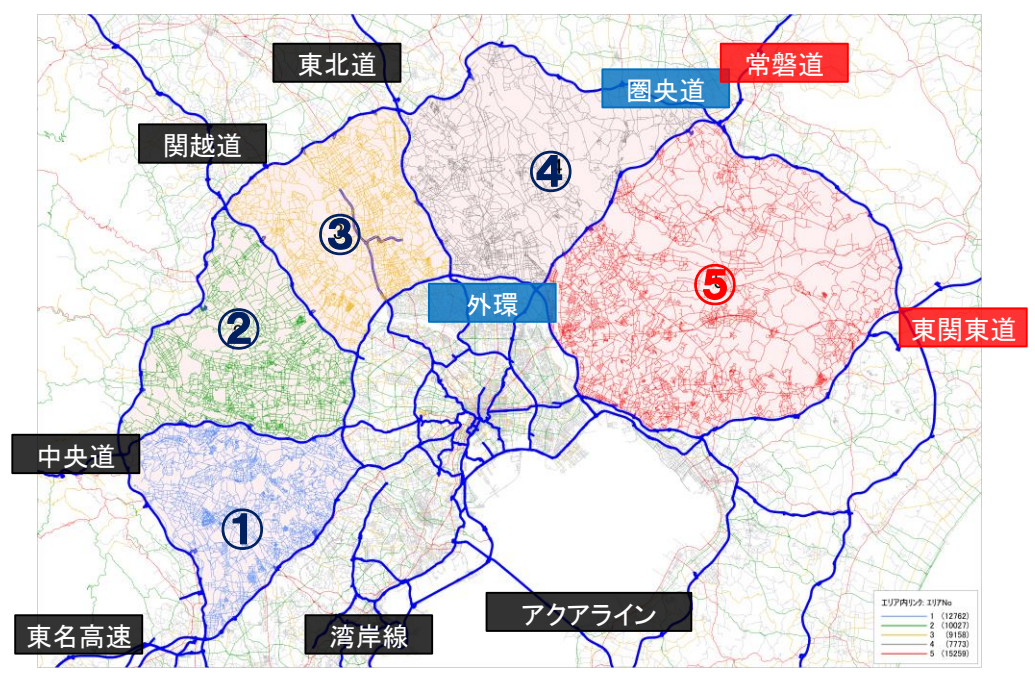 東北道
常磐道
圏央道
関越道
④
③
⑤
外環
②
東関東道
中央道
①
アクアライン
東名高速
湾岸線
エリア内リンク: エリアNo
1 (12762)
2 (10027)
3 (9158)
4 (7773)
5 (15259)